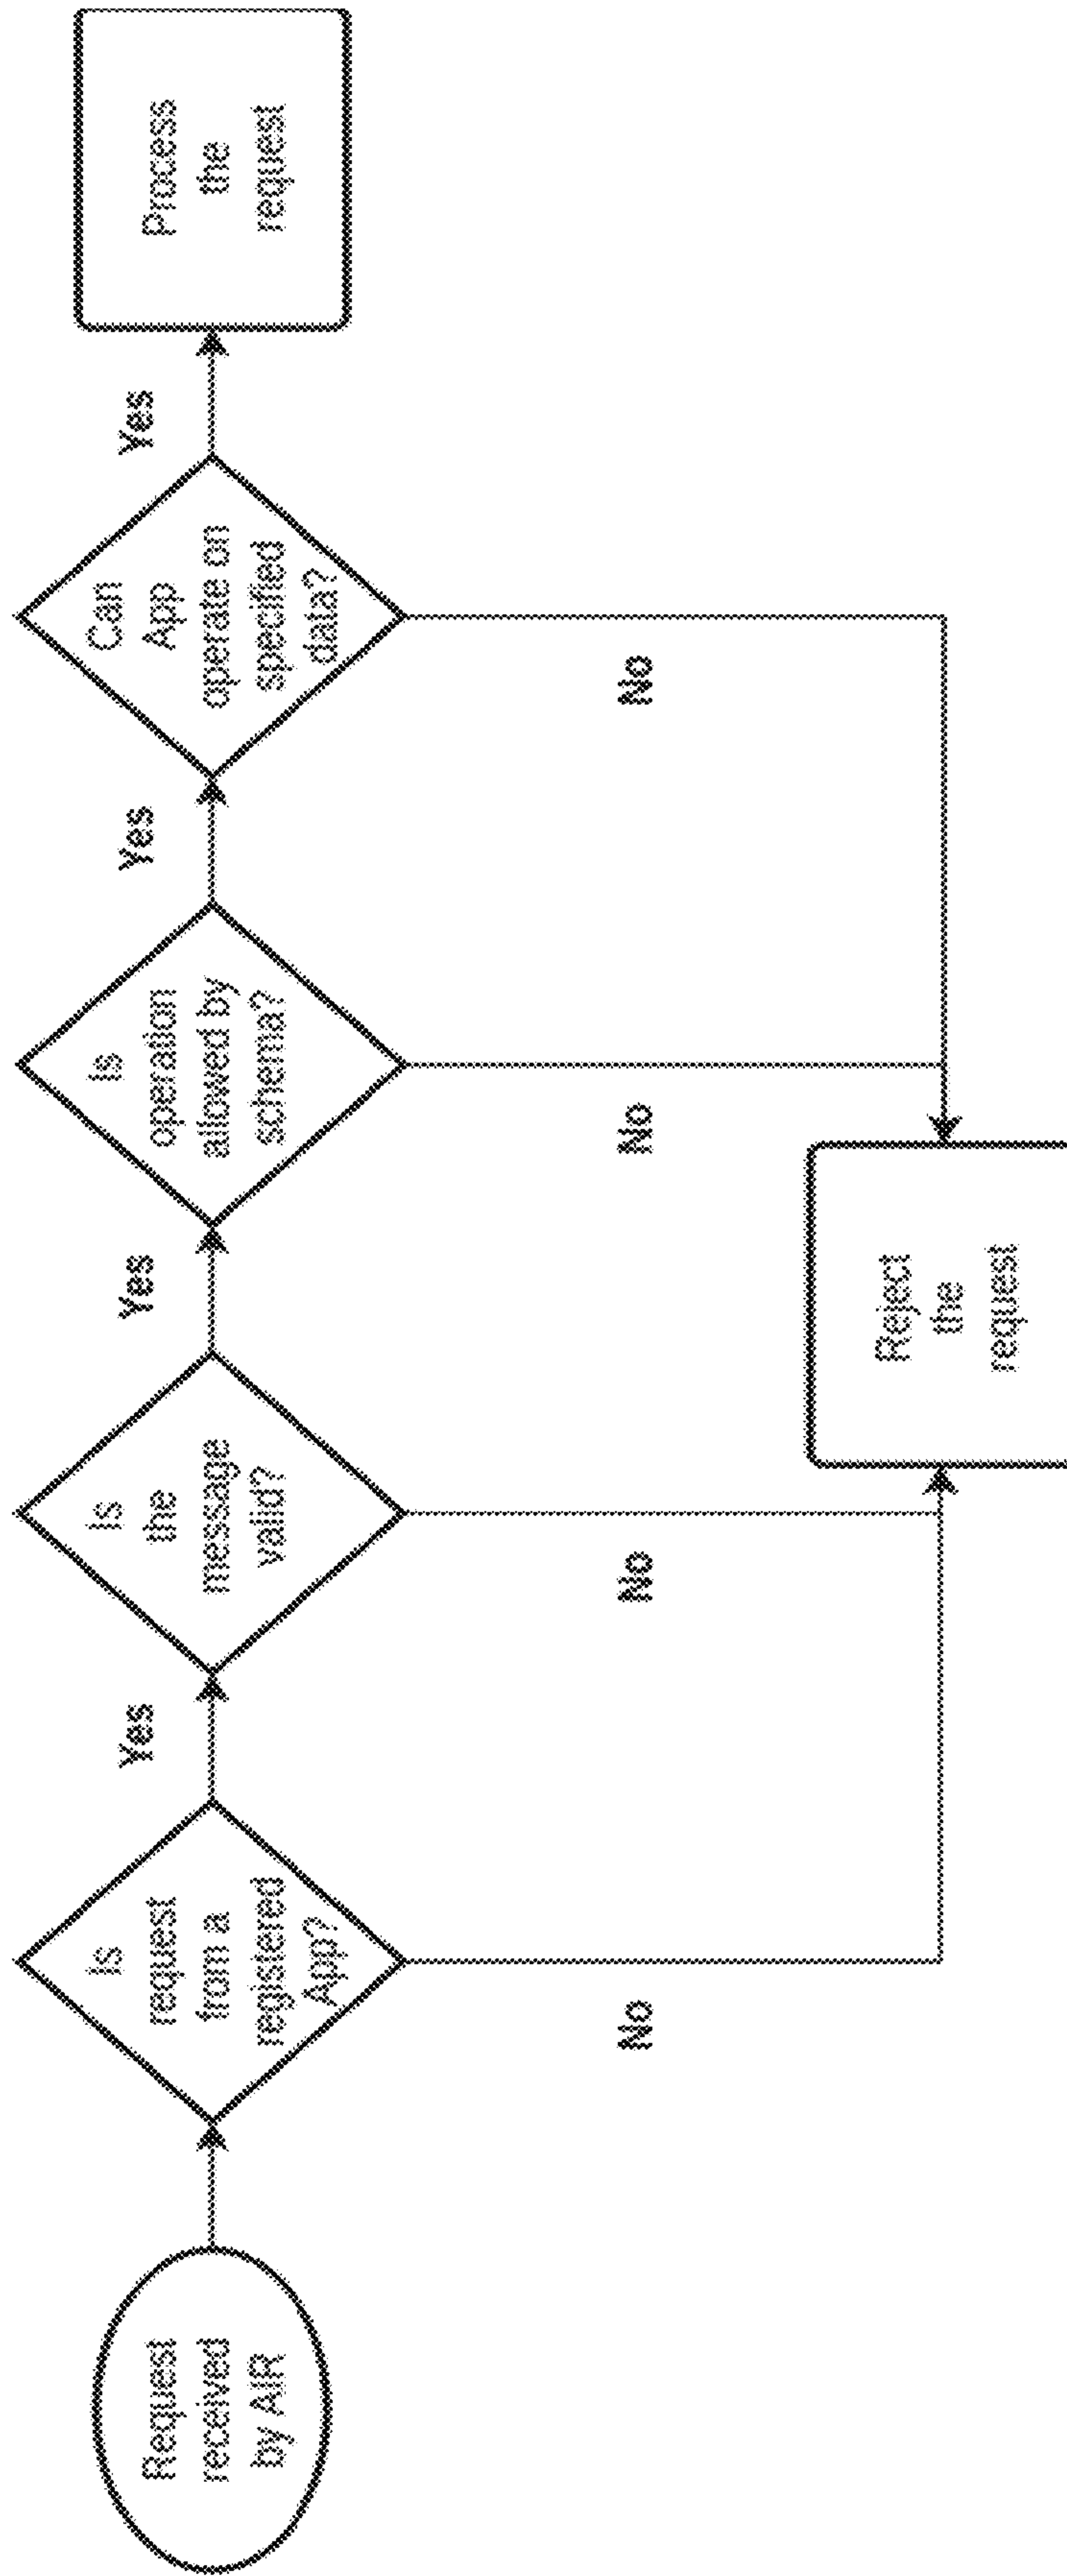 Request
received
by AIR
Is
request
from a
registered
App?
Yes
No
Is
the
message
valid?
Yes
No
Is
operation
allowed by
schema?
Yes
No
Can
App
operate on
specified
data?
Yes
No
Process
the
request
Reject
the
request